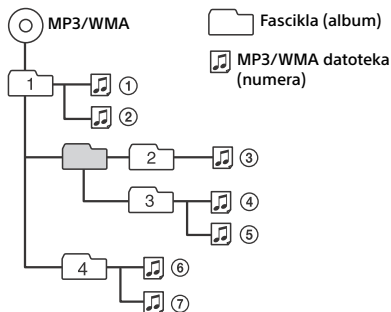 MP3/WMA
Fascikla (album)
MP3/WMA datoteka
(numera)
1
①
②
2
③
3
④
⑤
4
⑥
⑦